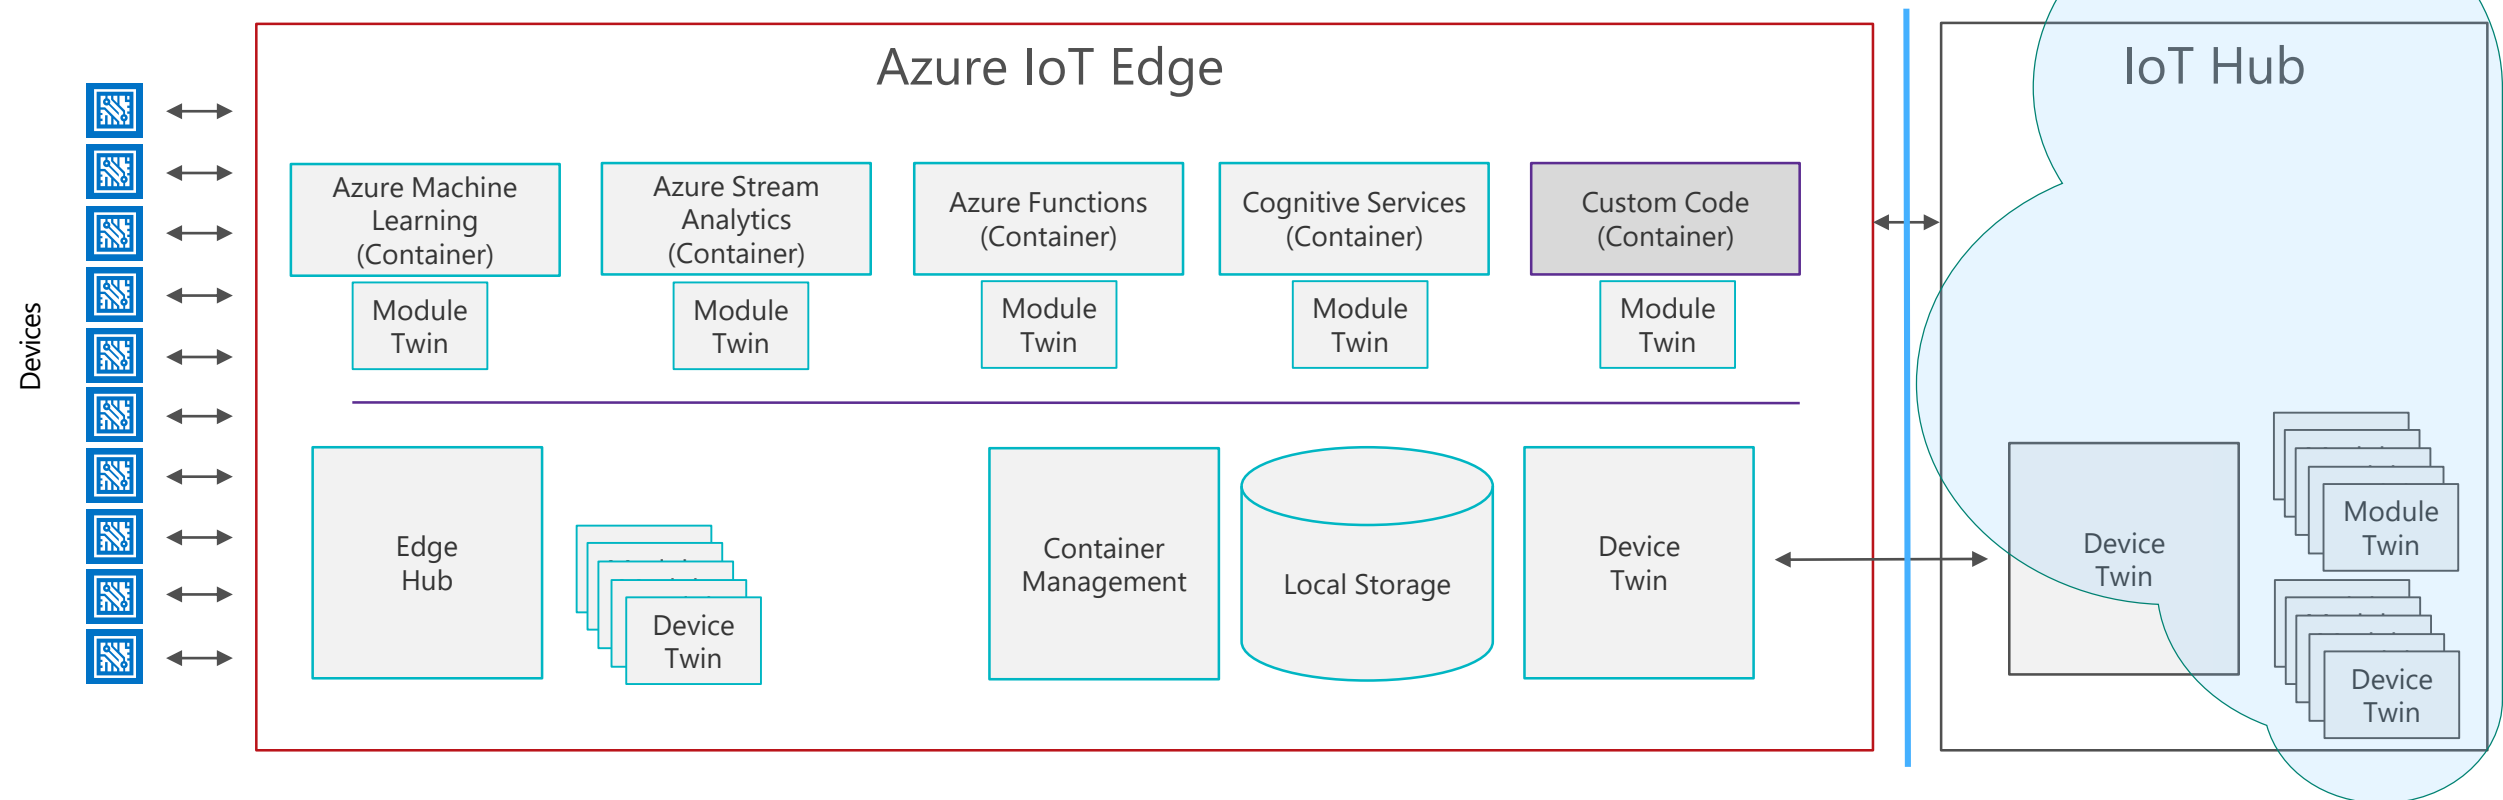 Azure IoT Edge
IoT Hub
Devices
Azure Machine
Learning
(Container)
Azure Stream
Analytics
(Container)
Azure Functions
(Container)
Cognitive Services
(Container)
Custom Code
(Container)
Module
Twin
Module
Twin
Module
Twin
Module
Twin
Module
Twin
Edge
Hub
Device
Twin
Container
Management
Local Storage
Device
Twin
Device
Twin
Module
Twin
Device
Twin